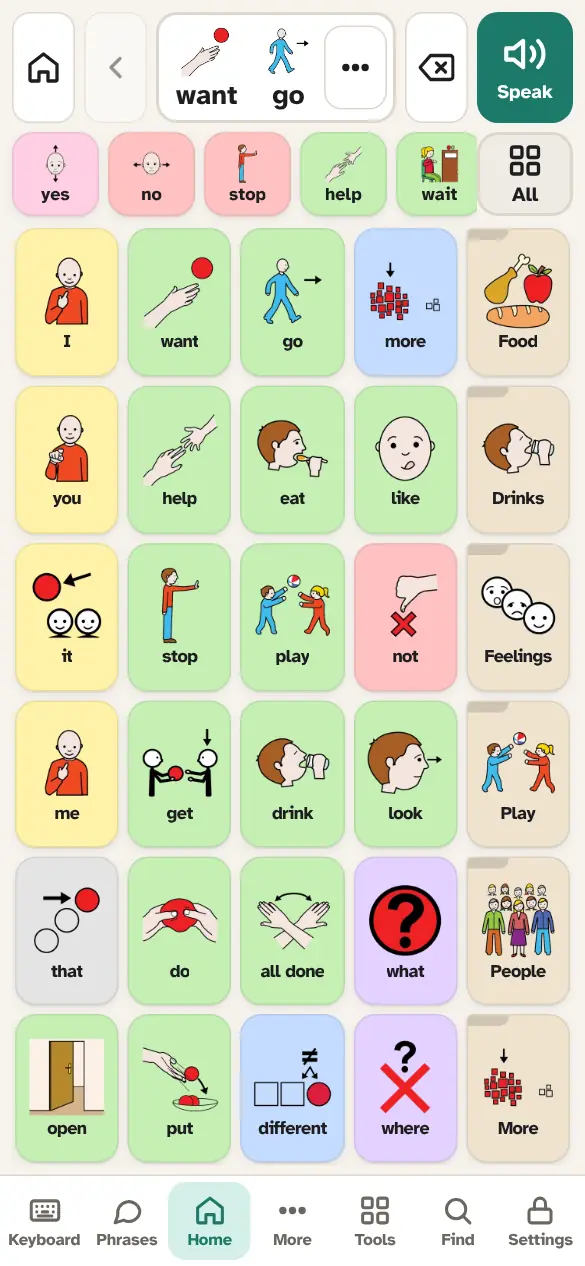 want go
Speak
yes no stop help wait All
I want go more Food
you help eat like Drinks
it stop play not Feelings
me get drink look Play
that do all done what People
open put different where More
Keyboard Phrases Home More Tools Find Settings